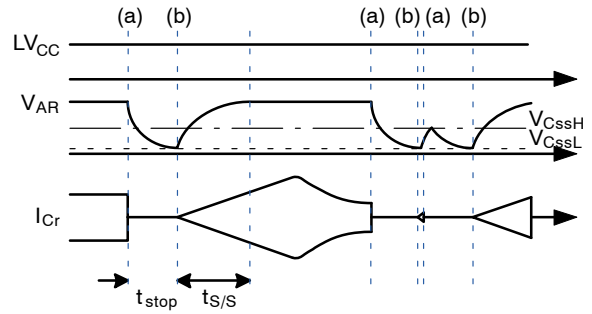 (a) (b) (a) (b) (a) (b)
LVCC
VAR
VCssH
VCssL
ICr
tstop tS/S